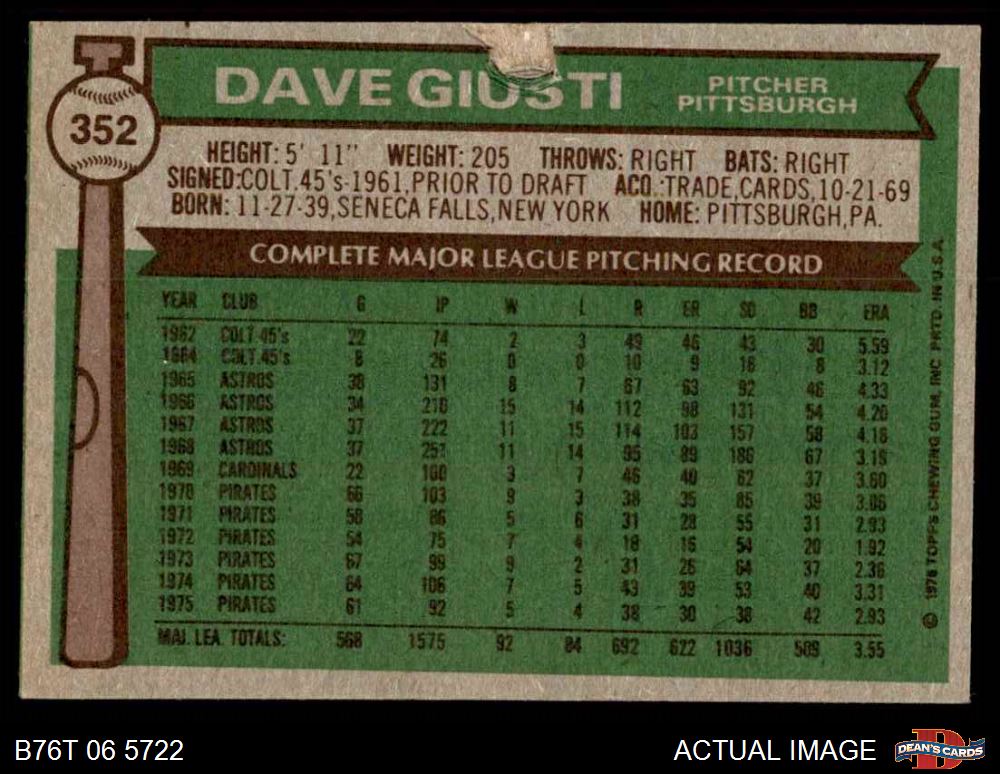 352
DAVE GIUSTI
PITCHER
PITTSBURGH
HEIGHT: 5' 11" WEIGHT: 205 THROWS: RIGHT BATS: RIGHT
SIGNED: COLT.45's-1961, PRIOR TO DRAFT ACQ.: TRADE, CARDS, 10-21-69
BORN: 11-27-39, SENECA FALLS, NEW YORK HOME: PITTSBURGH, PA.
COMPLETE MAJOR LEAGUE PITCHING RECORD
YEAR CLUB G IP W L R ER SO BB ERA
1962 COLT.45's 22 74 2 3 49 46 43 30 5.59
1964 COLT.45's 8 26 0 0 10 9 16 8 3.12
1965 ASTROS 38 131 8 7 67 63 92 46 4.33
1966 ASTROS 34 210 15 14 112 98 131 54 4.20
1967 ASTROS 37 222 11 15 114 103 157 58 4.18
1968 ASTROS 37 251 11 14 95 89 186 67 3.19
1969 CARDINALS 22 100 3 7 46 40 62 37 3.60
1970 PIRATES 66 103 9 3 38 35 85 39 3.06
1971 PIRATES 58 86 5 6 31 28 55 31 2.93
1972 PIRATES 54 75 7 4 18 16 54 20 1.92
1973 PIRATES 67 99 9 2 31 26 64 37 2.36
1974 PIRATES 64 106 7 5 43 39 53 40 3.31
1975 PIRATES 61 92 5 4 38 30 38 42 2.93
MAJ. LEA. TOTALS: 568 1575 92 84 692 622 1036 509 3.55
© 1976 TOPPS CHEWING GUM, INC. PRTD. IN U.S.A.
B76T 06 5722
ACTUAL IMAGE
D
DEAN'S CARDS